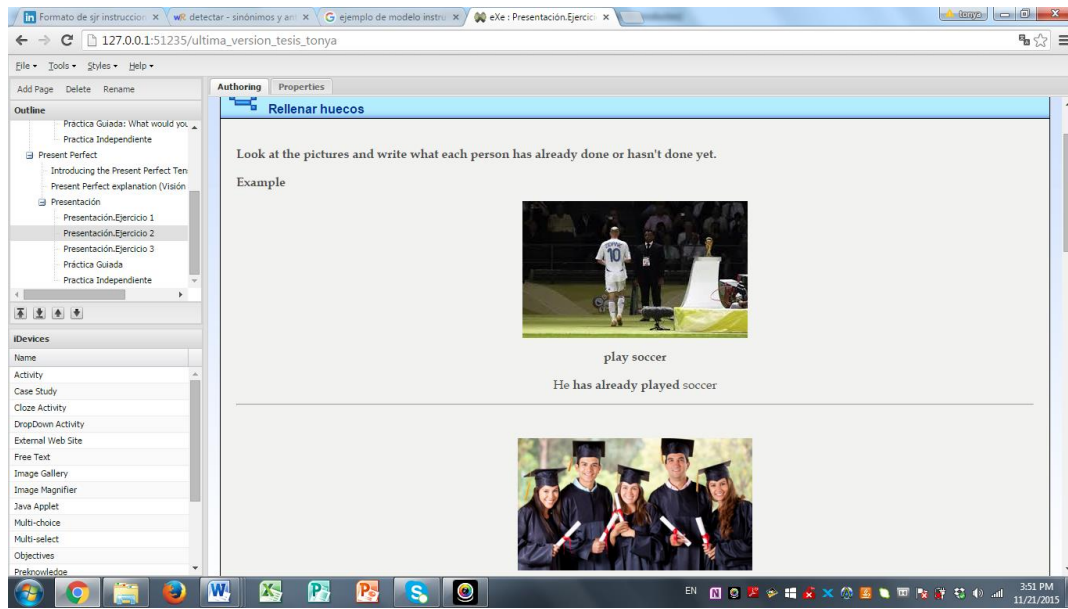 Formato de sjr instruccion
detectar - sinónimos y ant
ejemplo de modelo instru
eXe : Presentación.Ejercici
tonya
127.0.0.1:51235/ultima_version_tesis_tonya
File Tools Styles Help
Add Page Delete Rename
Outline
Practica Guiada: What would you
Practica Independiente
Present Perfect
Introducing the Present Perfect Ten
Present Perfect explanation (Visión
Presentación
Presentación.Ejercicio 1
Presentación.Ejercicio 2
Presentación.Ejercicio 3
Práctica Guiada
Practica Independiente
iDevices
Name
Activity
Case Study
Cloze Activity
DropDown Activity
External Web Site
Free Text
Image Gallery
Image Magnifier
Java Applet
Multi-choice
Multi-select
Objectives
Preknowledge
Authoring Properties
Rellenar huecos
Look at the pictures and write what each person has already done or hasn't done yet.
Example
ZIDANE
10
play soccer
He has already played soccer
EN
3:51 PM
11/21/2015